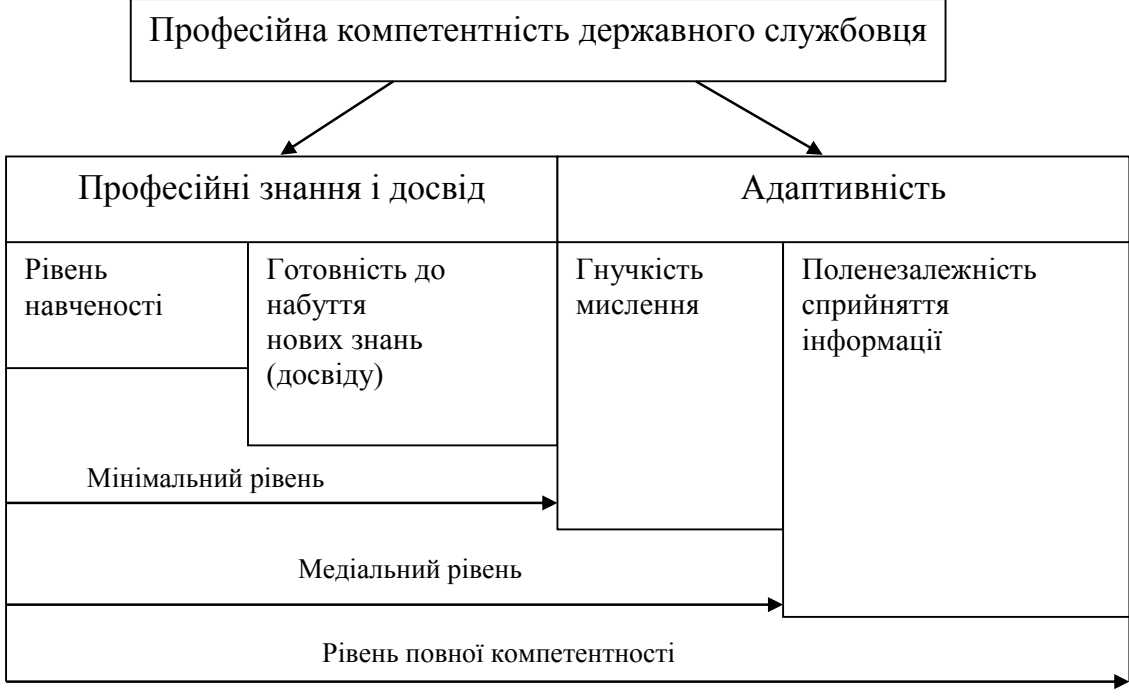 Професійна компетентність державного службовця
Професійні знання і досвід
Адаптивність
Рівень
навченості
Готовність до
набуття
нових знань
(досвіду)
Гнучкість
мислення
Поленезалежність
сприйняття
інформації
Мінімальний рівень
Медіальний рівень
Рівень повної компетентності